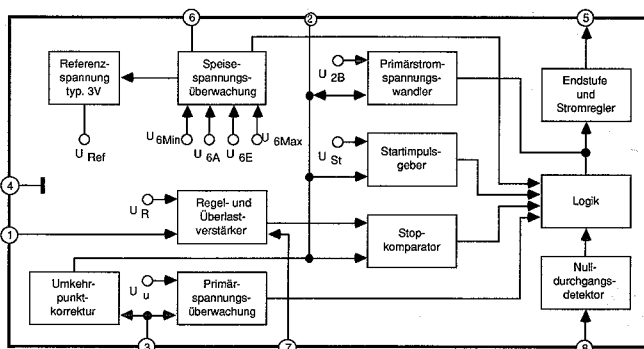 6
2
5
Referenz-
spannung
typ. 3V
Speise-
spannungs-
überwachung
U 2B
Primärstrom-
spannungs-
wandler
Endstufe
und
Stromregler
U Ref
U 6Min
U 6A
U 6E
U 6Max
U St
Startimpuls-
geber
4
U R
Regel- und
Überlast-
verstärker
Logik
1
Stop-
komparator
Umkehr-
punkt-
korrektur
U u
Primär-
spannungs-
überwachung
Null-
durchgangs-
detektor
3
7
8